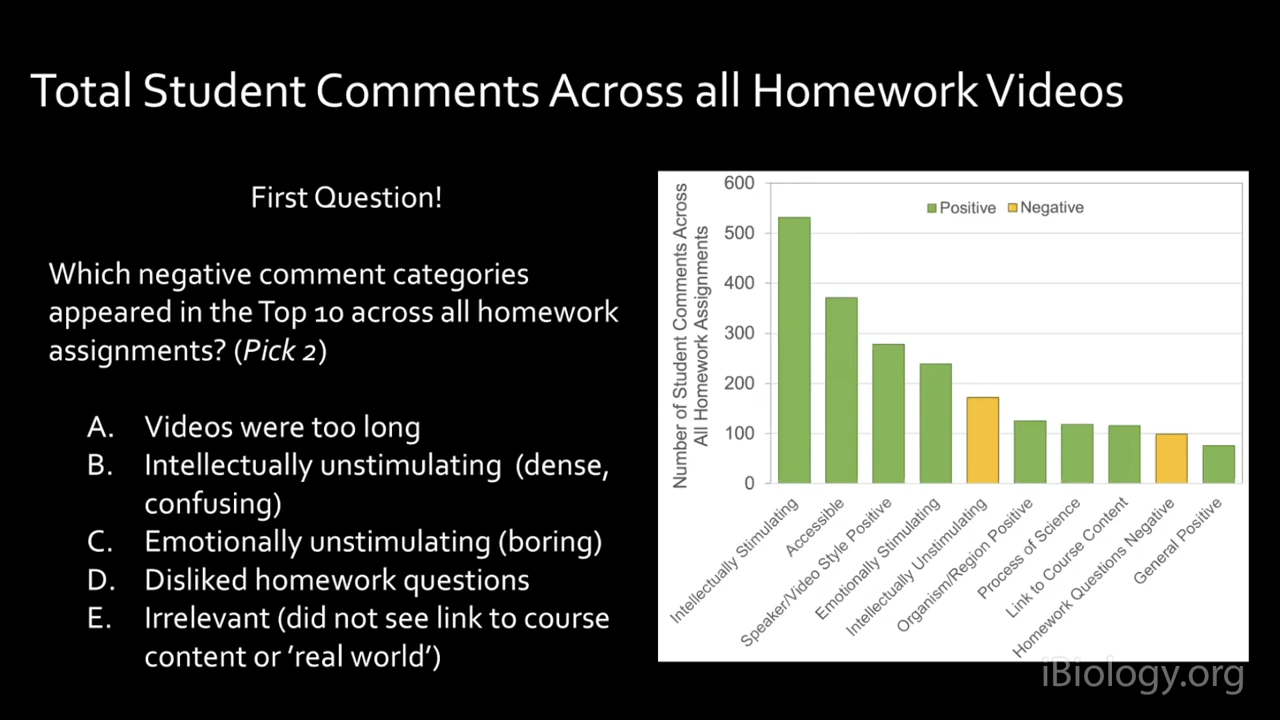 Total Student Comments Across all Homework Videos
First Question!
Which negative comment categories
appeared in the Top 10 across all homework
assignments? (Pick 2)
A. Videos were too long
B. Intellectually unstimulating (dense,
confusing)
C. Emotionally unstimulating (boring)
D. Disliked homework questions
E. Irrelevant (did not see link to course
content or ‘real world’)
Number of Student Comments Across
All Homework Assignments
600
500
400
300
200
100
0
Positive Negative
Intellectually Stimulating
Accessible
Speaker/Video Style Positive
Emotionally Stimulating
Intellectually Unstimulating
Organism/Region Positive
Process of Science
Link to Course Content
Homework Questions Negative
General Positive
iBiology.org